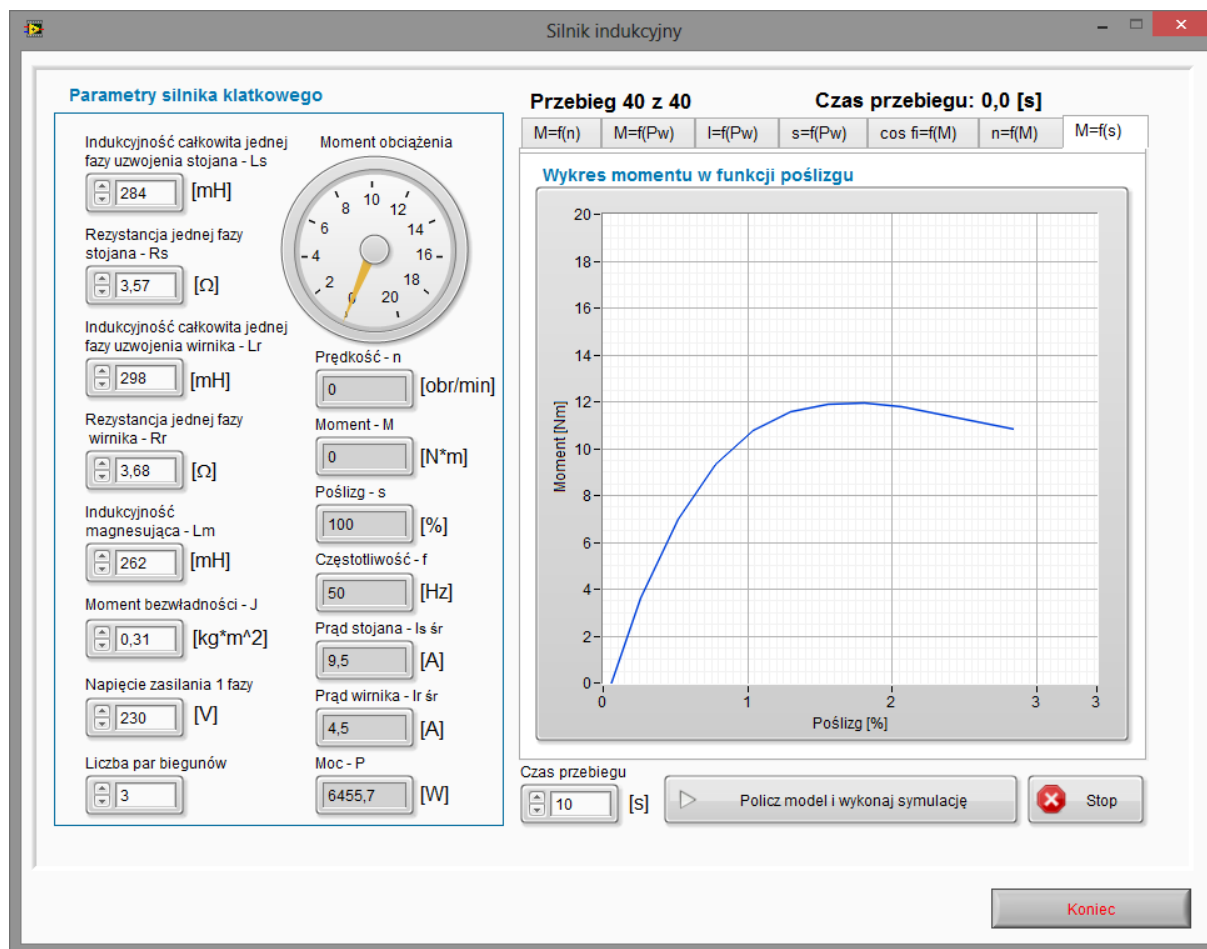 Silnik indukcyjny
Parametry silnika klatkowego
Indukcyjność całkowita jednej
fazy uzwojenia stojana - Ls
284 [mH]
Rezystancja jednej fazy
stojana - Rs
3,57 [Ω]
Indukcyjność całkowita jednej
fazy uzwojenia wirnika - Lr
298 [mH]
Rezystancja jednej fazy
wirnika - Rr
3,68 [Ω]
Indukcyjność
magnesująca - Lm
262 [mH]
Moment bezwładności - J
0,31 [kg*m^2]
Napięcie zasilania 1 fazy
230 [V]
Liczba par biegunów
3
Moment obciążenia
0 2 4 6 8 10 12 14 16 18 20
Prędkość - n
0 [obr/min]
Moment - M
0 [N*m]
Poślizg - s
100 [%]
Częstotliwość - f
50 [Hz]
Prąd stojana - Is śr
9,5 [A]
Prąd wirnika - Ir śr
4,5 [A]
Moc - P
6455,7 [W]
Przebieg 40 z 40 Czas przebiegu: 0,0 [s]
M=f(n) M=f(Pw) I=f(Pw) s=f(Pw) cos fi=f(M) n=f(M) M=f(s)
Wykres momentu w funkcji poślizgu
Moment [Nm]
20
18
16
14
12
10
8
6
4
2
0
0 1 2 3 3
Poślizg [%]
Czas przebiegu
10 [s] Policz model i wykonaj symulację Stop
Koniec